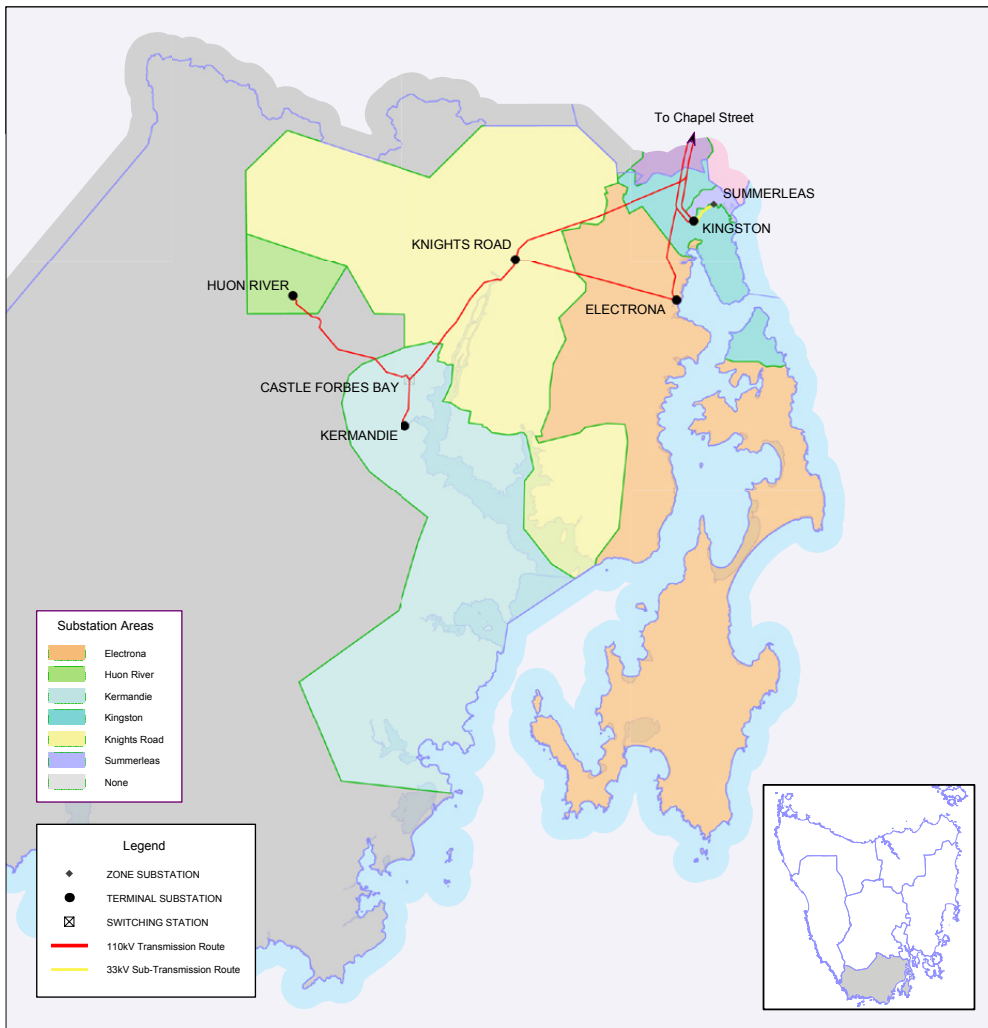 To Chapel Street
SUMMERLEAS
KINGSTON
KNIGHTS ROAD
HUON RIVER
ELECTRONA
CASTLE FORBES BAY
KERMANDIE
Substation Areas
Electrona
Huon River
Kermandie
Kingston
Knights Road
Summerleas
None
Legend
ZONE SUBSTATION
TERMINAL SUBSTATION
SWITCHING STATION
110kV Transmission Route
33kV Sub-Transmission Route